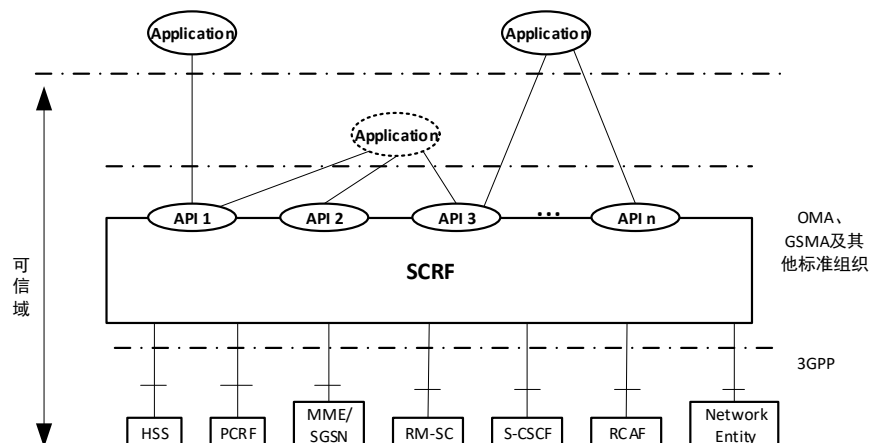 Application
Application
Application
API 1
API 2
API 3
...
API n
SCRF
OMA、
GSMA及其
他标准组织
可
信
域
3GPP
HSS
PCRF
MME/
SGSN
RM-SC
S-CSCF
RCAF
Network
Entity